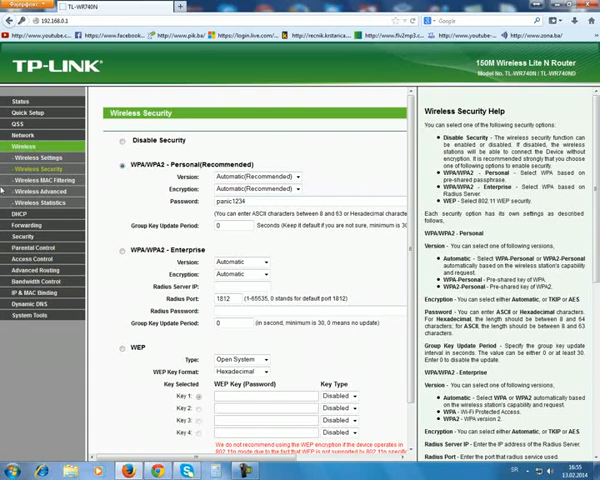 Фајерфокс
TL-WR740N
192.168.0.1
Google
http://www.youtube...
https://www.facebook...
http://www.pik.ba/
https://login.live.com/
https://recnik.krstarica...
http://www.flv2mp3.c...
http://www.youtube-...
http://www.zona.ba/
TP-LINK
150M Wireless Lite N Router
Model No. TL-WR740N / TL-WR740ND
Status
Quick Setup
QSS
Network
Wireless
- Wireless Settings
- Wireless Security
- Wireless MAC Filtering
- Wireless Advanced
- Wireless Statistics
DHCP
Forwarding
Security
Parental Control
Access Control
Advanced Routing
Bandwidth Control
IP & MAC Binding
Dynamic DNS
System Tools
Wireless Security
Disable Security
WPA/WPA2 - Personal(Recommended)
Version: Automatic(Recommended)
Encryption: Automatic(Recommended)
Password: panic1234
(You can enter ASCII characters between 8 and 63 or Hexadecimal charact
Group Key Update Period: 0 Seconds (Keep it default if you are not sure, minimum is 30
WPA/WPA2 - Enterprise
Version: Automatic
Encryption: Automatic
Radius Server IP:
Radius Port: 1812 (1-65535, 0 stands for default port 1812)
Radius Password:
Group Key Update Period: 0 (in second, minimum is 30, 0 means no update)
WEP
Type: Open System
WEP Key Format: Hexadecimal
Key Selected WEP Key (Password) Key Type
Key 1: Disabled
Key 2: Disabled
Key 3: Disabled
Key 4: Disabled
We do not recommend using the WEP encryption if the device operates in
802.11n mode due to the fact that WEP is not supported by 802.11n
Wireless Security Help
You can select one of the following security options:
Disable Security - The wireless security function can
be enabled or disabled. If disabled, the wireless
stations will be able to connect the Device without
encryption. It is recommended strongly that you
choose one of following options to enable security.
WPA/WPA2 - Personal - Select WPA based on
pre-shared passphrase.
WPA/WPA2 - Enterprise - Select WPA based on
Radius Server.
WEP - Select 802.11 WEP security.
Each security option has its own settings as described
follows,
WPA/WPA2 - Personal
Version - You can select one of following versions,
Automatic - Select WPA-Personal or WPA2-Personal
automatically based on the wireless station's capability
and request.
WPA-Personal - Pre-shared key of WPA.
WPA2-Personal - Pre-shared key of WPA2.
Encryption - You can select either Automatic, or TKIP or AES
Password - You can enter ASCII or Hexadecimal characters.
For Hexadecimal, the length should be between 8 and 64
characters; for ASCII, the length should be between 8 and 63
characters.
Group Key Update Period - Specify the group key update
interval in seconds. The value can be either 0 or at least 30.
Enter 0 to disable the update.
WPA/WPA2 - Enterprise
Version - You can select one of following versions,
Automatic - Select WPA or WPA2 automatically based
on the wireless station's capability and request.
WPA - Wi-Fi Protected Access.
WPA2 - WPA version 2.
Encryption - You can select either Automatic, or TKIP or AES.
Radius Server IP - Enter the IP address of the Radius Server.
Radius Port - Enter the port that radius service used.
SR
16:55
13.02.2014